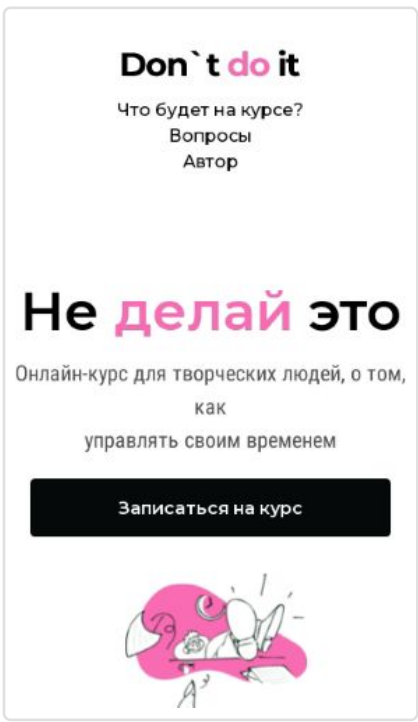 Don`t do it
Что будет на курсе?
Вопросы
Автор
Не делай это
Онлайн-курс для творческих людей, о том,
как
управлять своим временем
Записаться на курс